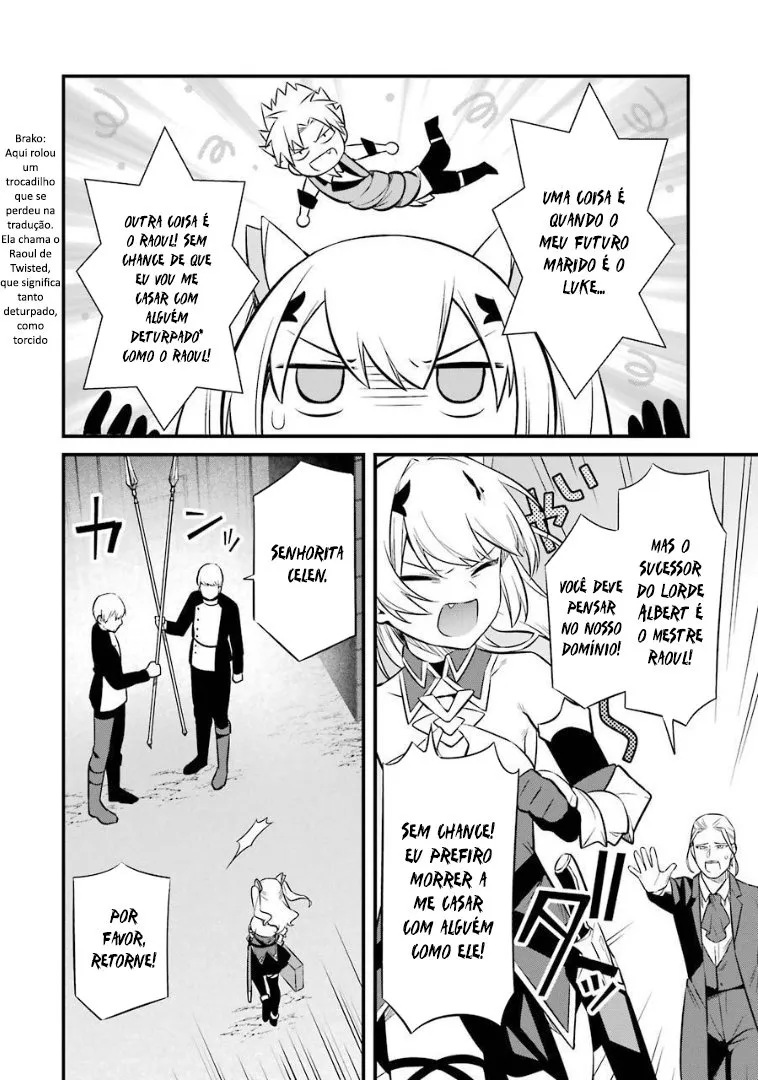 Brako:
Aqui rolou
um
trocadilho
que se
perdeu na
tradução.
Ela chama o
Raoul de
Twisted,
que significa
tanto
deturpado,
como
torcido
UMA COISA É
QUANDO O
MEU FUTURO
MARIDO É O
LUKE...
OUTRA COISA É
O RAOUL! SEM
CHANCE DE QUE
EU VOU ME
CASAR COM
ALGUÉM
DETURPADO*
COMO O RAOUL!
MAS O
SUCESSOR
DO LORDE
ALBERT É
O MESTRE
RAOUL!
VOCÊ DEVE
PENSAR
NO NOSSO
DOMÍNIO!
SEM CHANCE!
EU PREFIRO
MORRER A
ME CASAR
COM ALGUÉM
COMO ELE!
SENHORITA
CELEN.
カキン
POR
FAVOR,
RETORNE!